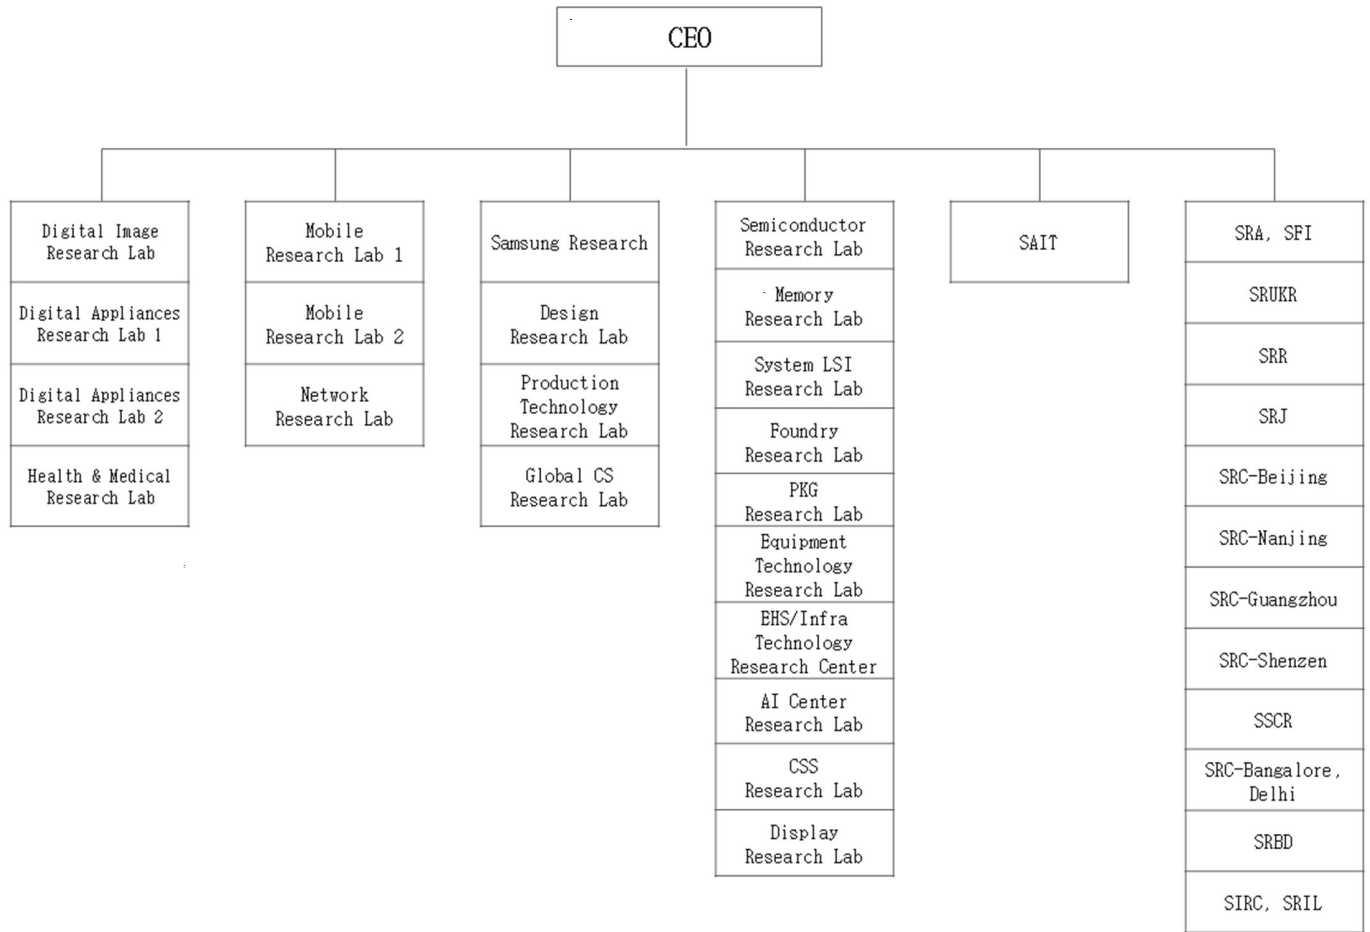 CEO
Digital Image
Research Lab
Digital Appliances
Research Lab 1
Digital Appliances
Research Lab 2
Health & Medical
Research Lab
Mobile
Research Lab 1
Mobile
Research Lab 2
Network
Research Lab
Samsung Research
Design
Research Lab
Production
Technology
Research Lab
Global CS
Research Lab
Semiconductor
Research Lab
Memory
Research Lab
System LSI
Research Lab
Foundry
Research Lab
PKG
Research Lab
Equipment
Technology
Research Lab
EHS/Infra
Technology
Research Center
AI Center
Research Lab
CSS
Research Lab
Display
Research Lab
SAIT
SRA, SFI
SRUKR
SRR
SRJ
SRC-Beijing
SRC-Nanjing
SRC-Guangzhou
SRC-Shenzen
SSCR
SRC-Bangalore,
Delhi
SRBD
SIRC, SRIL